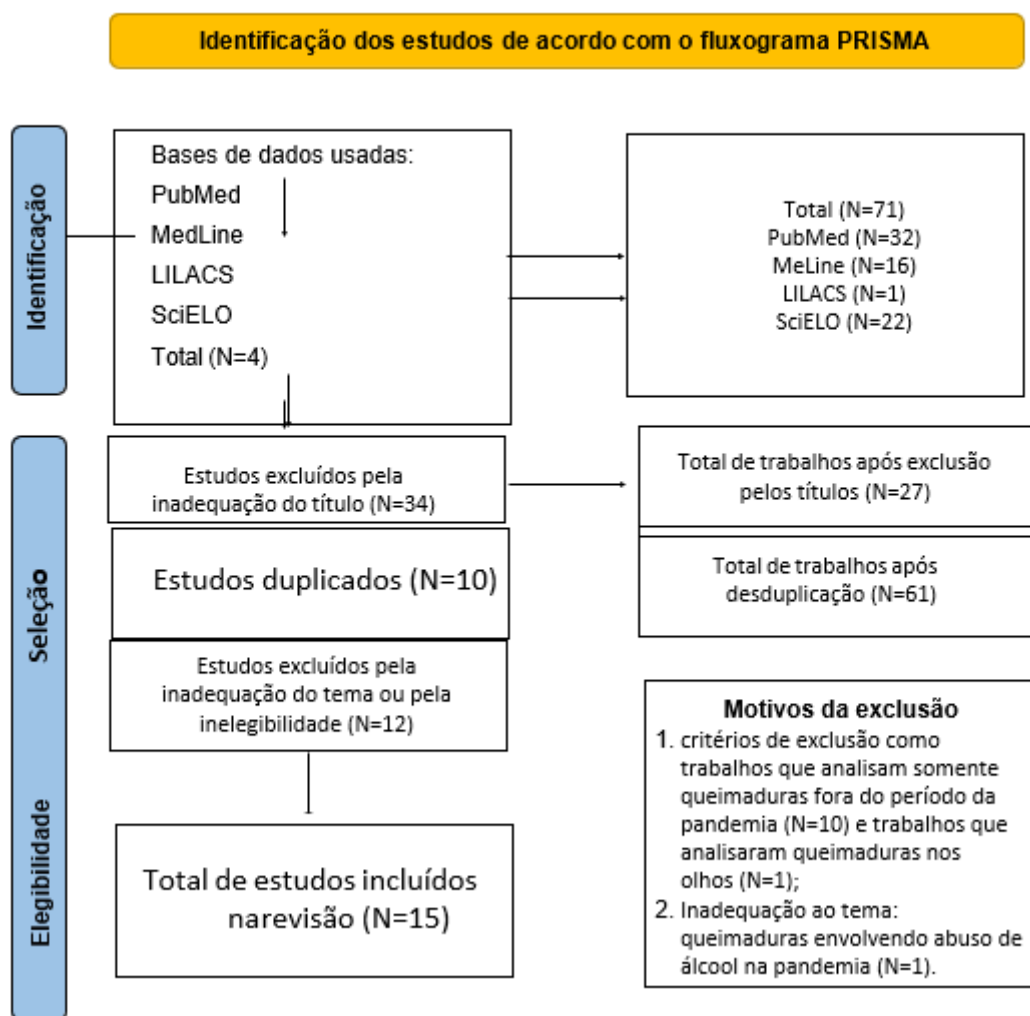 Identificação dos estudos de acordo com o fluxograma PRISMA
Identificação
Bases de dados usadas:
PubMed
MedLine
LILACS
SciELO
Total (N=4)
Total (N=71)
PubMed (N=32)
MeLine (N=16)
LILACS (N=1)
SciELO (N=22)
Seleção
Estudos excluídos pela
inadequação do título (N=34)
Total de trabalhos após exclusão
pelos títulos (N=27)
Estudos duplicados (N=10)
Total de trabalhos após
desduplicação (N=61)
Estudos excluídos pela
inadequação do tema ou pela
inelegibilidade (N=12)
Motivos da exclusão
1. critérios de exclusão como
trabalhos que analisam somente
queimaduras fora do período da
pandemia (N=10) e trabalhos que
analisaram queimaduras nos
olhos (N=1);
2. Inadequação ao tema:
queimaduras envolvendo abuso de
álcool na pandemia (N=1).
Elegibilidade
Total de estudos incluídos
narevisão (N=15)